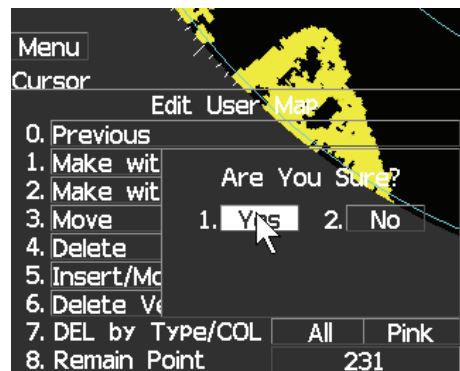 Menu
Cursor
Edit User Map
0. Previous
1. Make wit
2. Make wit
Are You Sure?
3. Move
1. Yes 2. No
4. Delete
5. Insert/Mo
6. Delete Ve
7. DEL by Type/COL All Pink
8. Remain Point 231